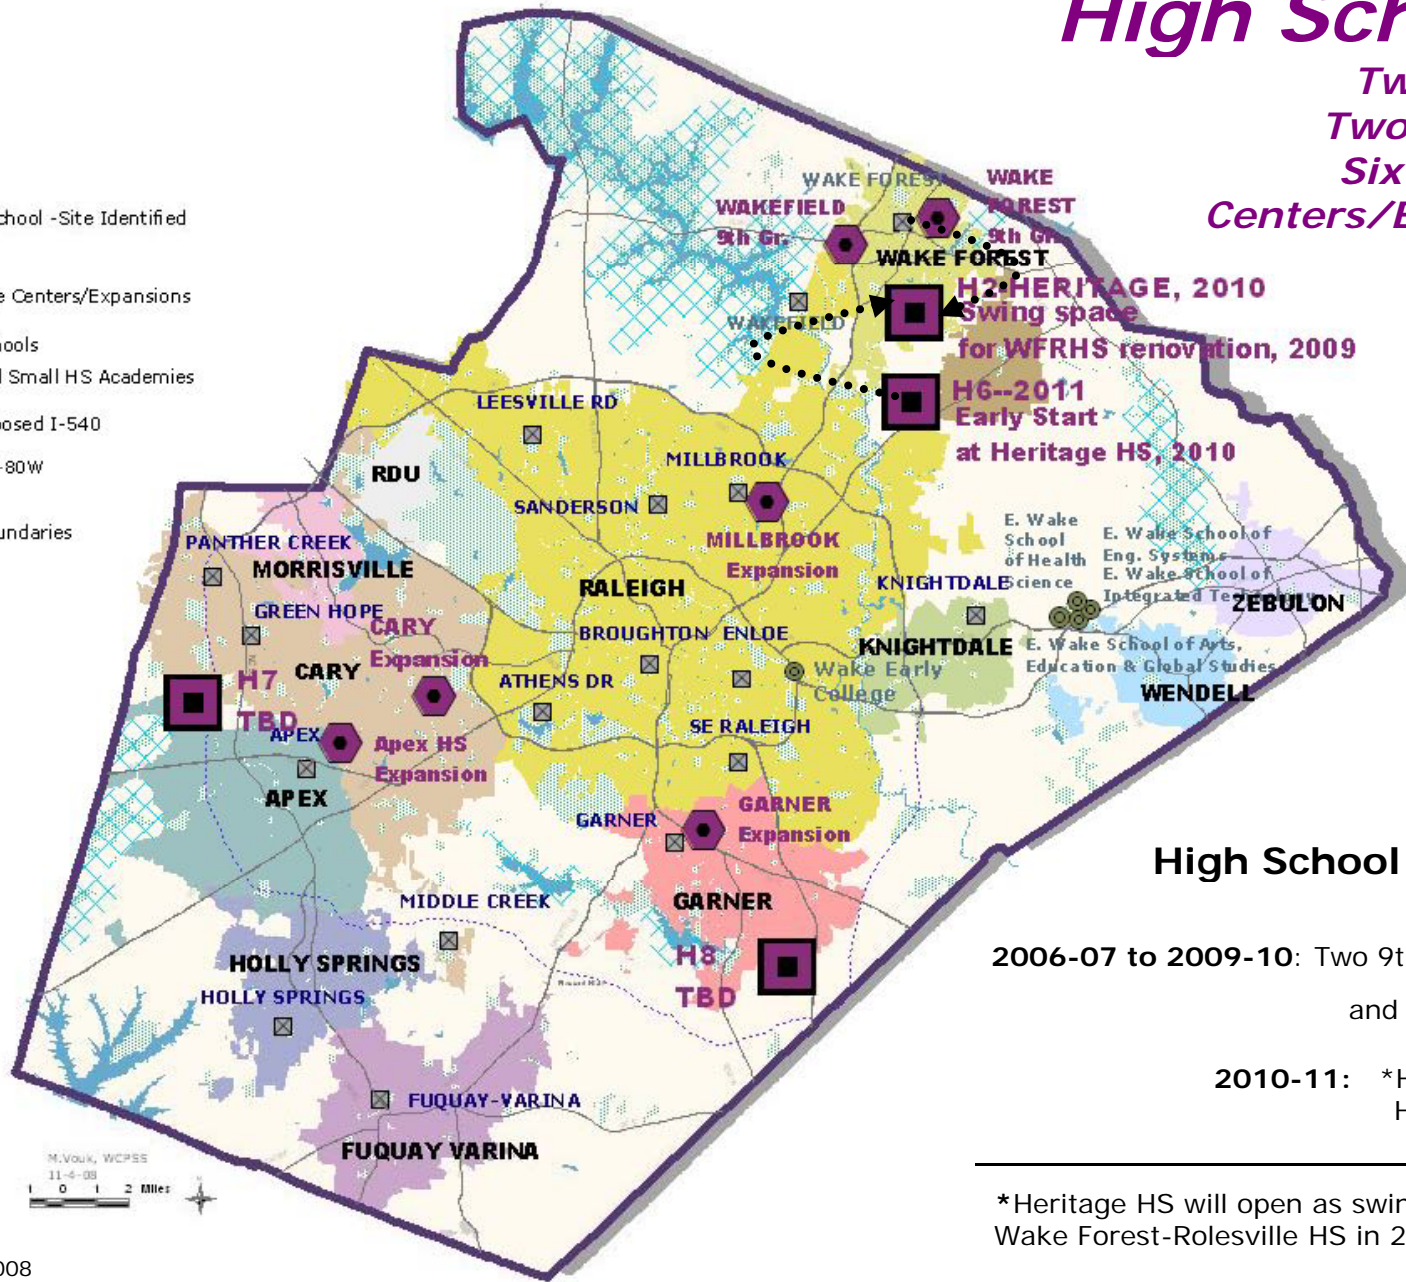 High Sch
Tw
Two
Six
Centers/E
chool -Site Identified
e Centers/Expansions
hools
l Small HS Academies
posed I-540
-80W
undaries
WAKE FOREST
WAKE
FOREST
9th Gr.
WAKEFIELD
9th Gr.
WAKE FOREST
H2-HERITAGE, 2010
Swing space
for WFRHS renovation, 2009
WAKEFIELD
H6--2011
Early Start
at Heritage HS, 2010
LEESVILLE RD
RDU
MILLBROOK
SANDERSON
MILLBROOK
Expansion
E. Wake
School
of Health
Science
E. Wake School of
Eng. Systems
E. Wake School of
Integrated Technology
PANTHER CREEK
MORRISVILLE
RALEIGH
KNIGHTDALE
ZEBULON
GREEN HOPE
CARY
Expansion
BROUGHTON
ENLOE
KNIGHTDALE
E. Wake School of Arts,
Education & Global Studies
CARY
ATHENS DR
Wake Early
College
WENDELL
H7
TBD
APEX
Apex HS
Expansion
SE RALEIGH
APEX
GARNER
GARNER
Expansion
High School
MIDDLE CREEK
GARNER
HOLLY SPRINGS
H8
TBD
2006-07 to 2009-10: Two 9t
HOLLY SPRINGS
and
2010-11: *H
H
FUQUAY-VARINA
FUQUAY VARINA
M.Vouk, WCPSS
11-4-08
1 0 1 2 Miles
*Heritage HS will open as swin
Wake Forest-Rolesville HS in 2
008